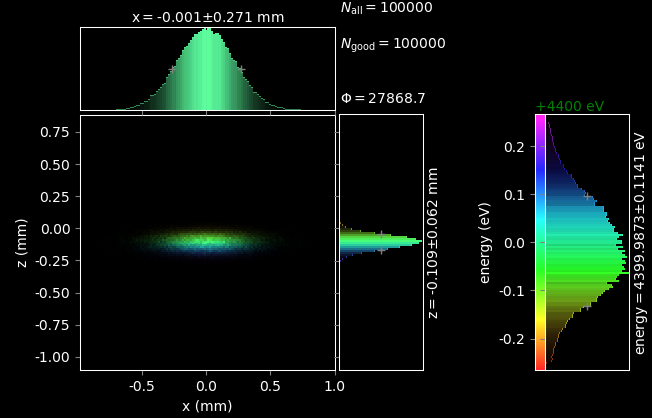 x = -0.001±0.271 mm
N_all = 100000
N_good = 100000
Φ = 27868.7
+4400 eV
0.75
0.50
0.25
0.00
-0.25
-0.50
-0.75
-1.00
z (mm)
-0.5
0.0
0.5
1.0
x (mm)
z = -0.109±0.062 mm
0.2
0.1
0.0
-0.1
-0.2
energy (eV)
energy = 4399.9873±0.1141 eV